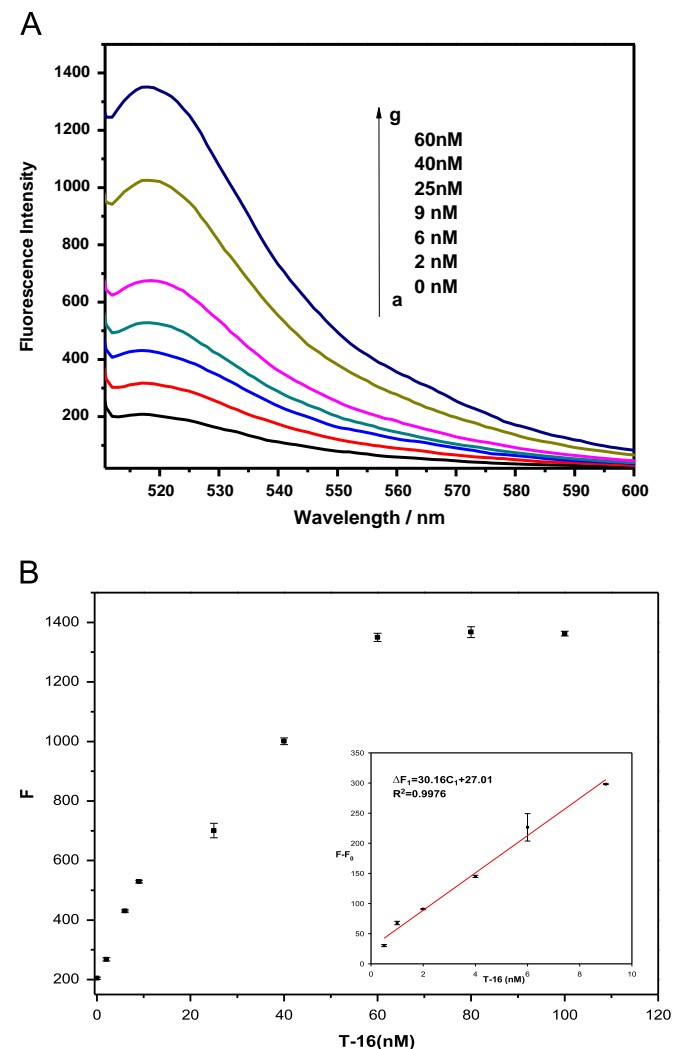 A
1400
1200
1000
800
600
400
200
Fluorescence Intensity
g
60nM
40nM
25nM
9 nM
6 nM
2 nM
0 nM
a
520 530 540 550 560 570 580 590 600
Wavelength / nm
B
1400
1200
1000
800
600
400
200
F
0 20 40 60 80 100 120
T-16(nM)
350
300
250
200
150
100
50
0
F-F₀
ΔF₁=30.16C₁+27.01
R²=0.9976
0 2 4 6 8 10
T-16 (nM)